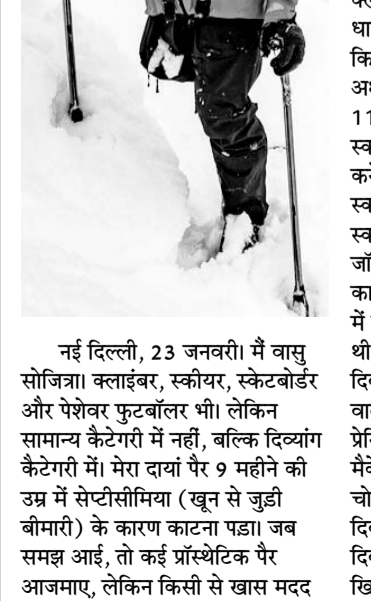 नई दिल्ली, 23 जनवरी। मैं वासु
सोजित्रा। क्लाइंबर, स्कीयर, स्केटबोर्डर
और पेशेवर फुटबॉलर भी। लेकिन
सामान्य कैटेगरी में नहीं, बल्कि दिव्यांग
कैटेगरी में। मेरा दायां पैर 9 महीने की
उम्र में सेप्टीसीमिया (खून से जुड़ी
बीमारी) के कारण काटना पड़ा। जब
समझ आई, तो कई प्रॉस्थेटिक पैर
आजमाए, लेकिन किसी से खास मदद